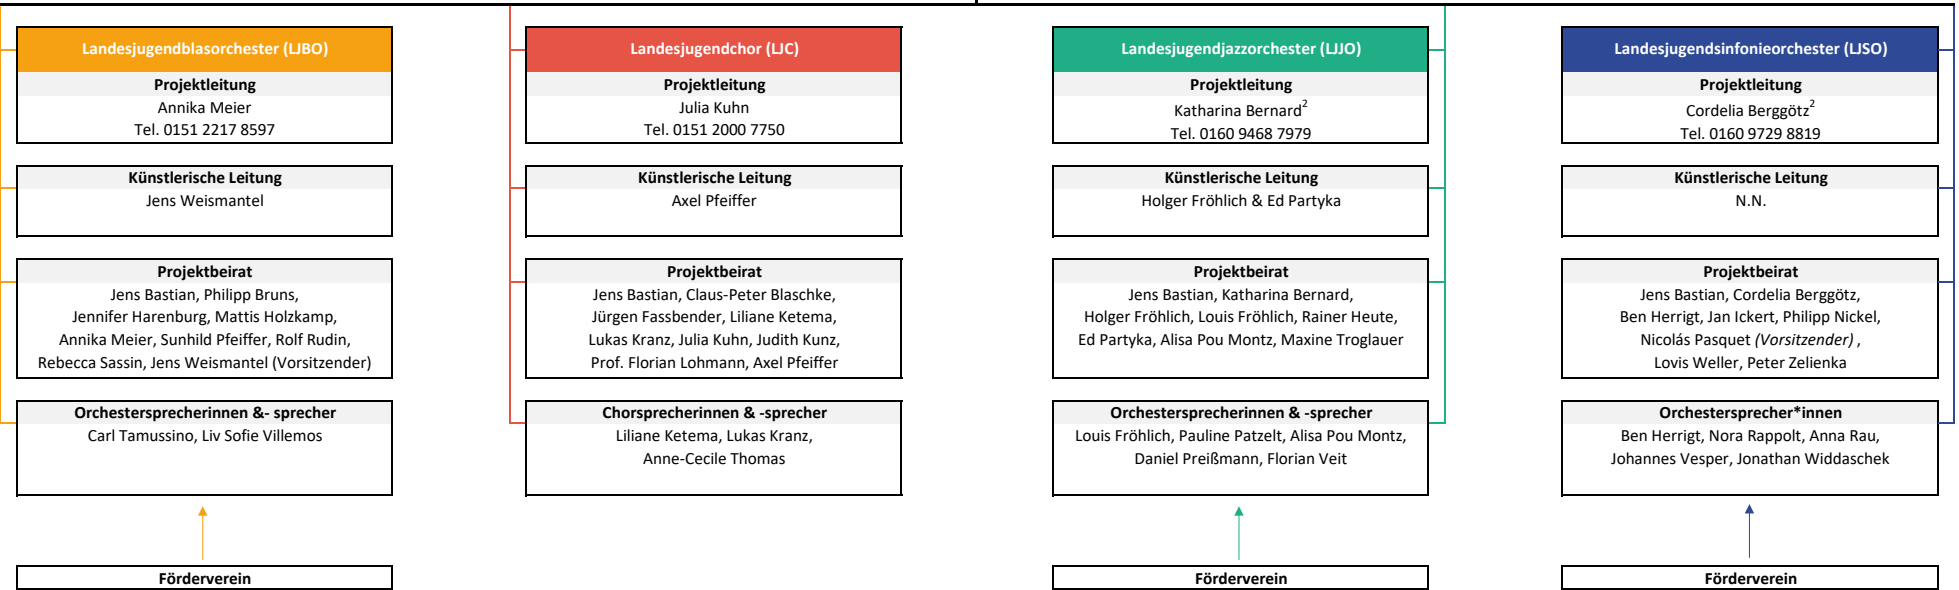 Landesjugendblasorchester (LJBO)
Projektleitung
Annika Meier
Tel. 0151 2217 8597
Künstlerische Leitung
Jens Weismantel
Projektbeirat
Jens Bastian, Philipp Bruns,
Jennifer Harenburg, Mattis Holzkamp,
Annika Meier, Sunhild Pfeiffer, Rolf Rudin,
Rebecca Sassin, Jens Weismantel (Vorsitzender)
Orchestersprecherinnen &- sprecher
Carl Tamussino, Liv Sofie Villemos
Förderverein
Landesjugendchor (LJC)
Projektleitung
Julia Kuhn
Tel. 0151 2000 7750
Künstlerische Leitung
Axel Pfeiffer
Projektbeirat
Jens Bastian, Claus-Peter Blaschke,
Jürgen Fassbender, Liliane Ketema,
Lukas Kranz, Julia Kuhn, Judith Kunz,
Prof. Florian Lohmann, Axel Pfeiffer
Chorsprecherinnen & -sprecher
Liliane Ketema, Lukas Kranz,
Anne-Cecile Thomas
Landesjugendjazzorchester (LJJO)
Projektleitung
Katharina Bernard²
Tel. 0160 9468 7979
Künstlerische Leitung
Holger Fröhlich & Ed Partyka
Projektbeirat
Jens Bastian, Katharina Bernard,
Holger Fröhlich, Louis Fröhlich, Rainer Heute,
Ed Partyka, Alisa Pou Montz, Maxine Troglauer
Orchestersprecherinnen & -sprecher
Louis Fröhlich, Pauline Patzelt, Alisa Pou Montz,
Daniel Preißmann, Florian Veit
Förderverein
Landesjugendsinfonieorchester (LJSO)
Projektleitung
Cordelia Berggötz²
Tel. 0160 9729 8819
Künstlerische Leitung
N.N.
Projektbeirat
Jens Bastian, Cordelia Berggötz,
Ben Herrigt, Jan Ickert, Philipp Nickel,
Nicolás Pasquet (Vorsitzender) ,
Lovis Weller, Peter Zelienka
Orchestersprecher*innen
Ben Herrigt, Nora Rappolt, Anna Rau,
Johannes Vesper, Jonathan Widdaschek
Förderverein